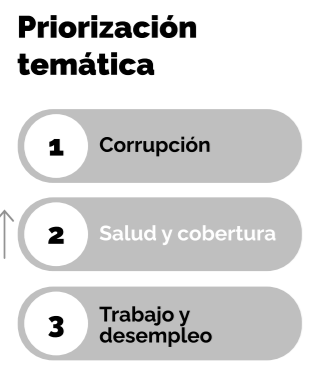 Priorización
temática
1 Corrupción
2 Salud y cobertura
3 Trabajo y
desempleo